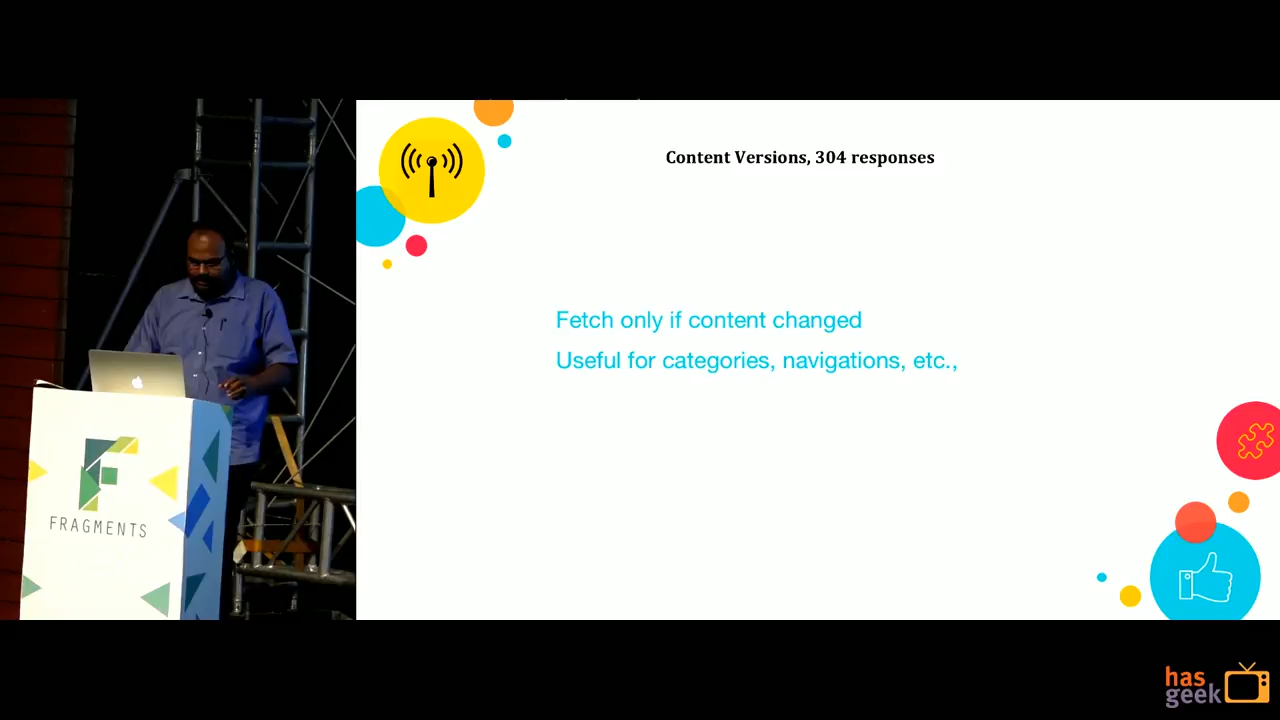 Content Versions, 304 responses
Fetch only if content changed
Useful for categories, navigations, etc.,
FRAGMENTS
has
geek